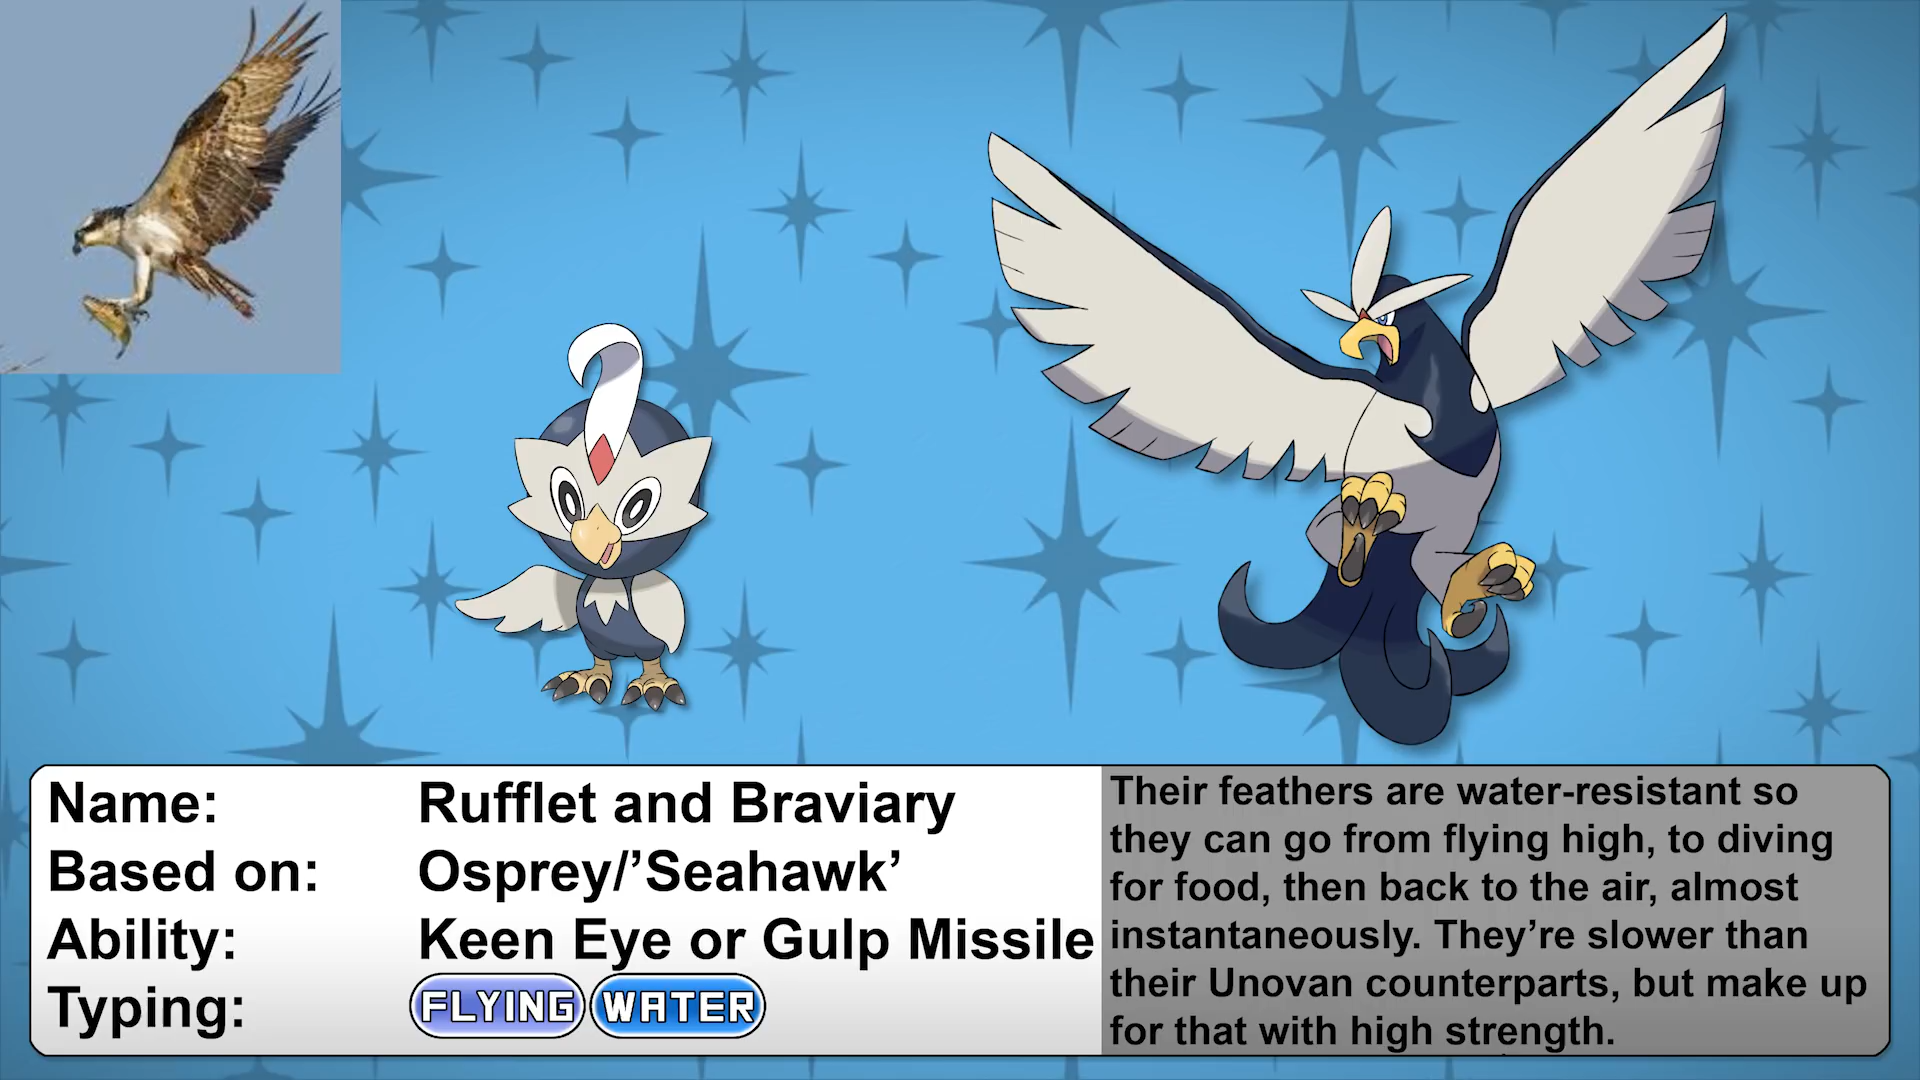 Name: Rufflet and Braviary
Based on: Osprey/’Seahawk’
Ability: Keen Eye or Gulp Missile
Typing: FLYING WATER
Their feathers are water-resistant so
they can go from flying high, to diving
for food, then back to the air, almost
instantaneously. They’re slower than
their Unovan counterparts, but make up
for that with high strength.